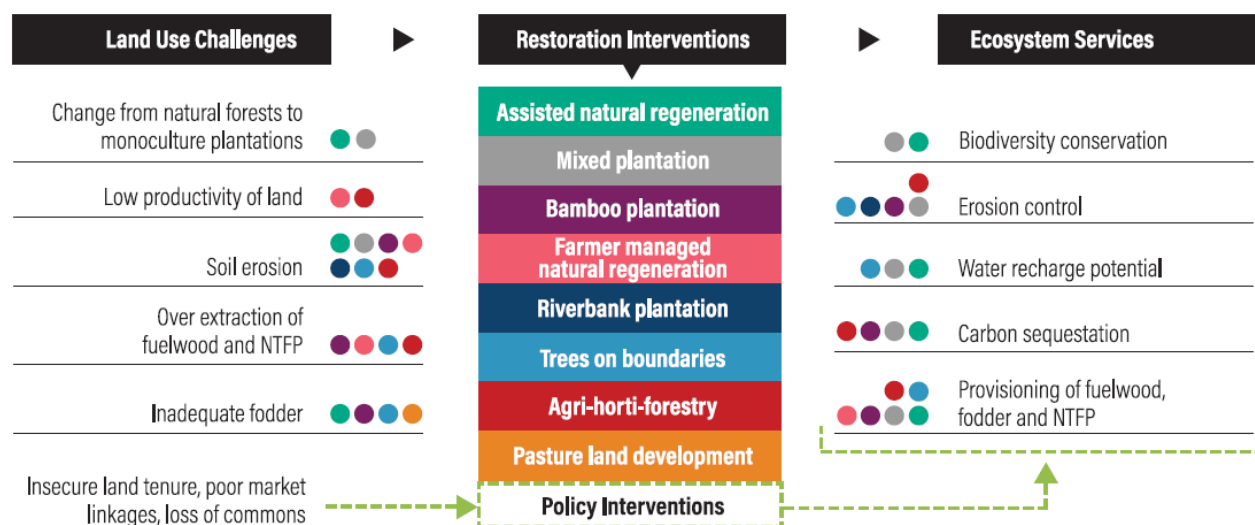 Land Use Challenges
Restoration Interventions
Ecosystem Services
Change from natural forests to
monoculture plantations
Low productivity of land
Soil erosion
Over extraction of
fuelwood and NTFP
Inadequate fodder
Insecure land tenure, poor market
linkages, loss of commons
Assisted natural regeneration
Mixed plantation
Bamboo plantation
Farmer managed
natural regeneration
Riverbank plantation
Trees on boundaries
Agri-horti-forestry
Pasture land development
Policy Interventions
Biodiversity conservation
Erosion control
Water recharge potential
Carbon sequestation
Provisioning of fuelwood,
fodder and NTFP